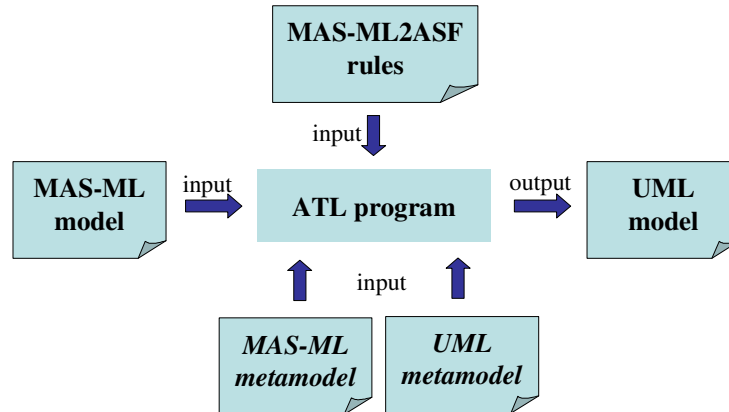 MAS-ML2ASF
rules
input
MAS-ML
model
input
ATL program
output
UML
model
input
MAS-ML
metamodel
UML
metamodel